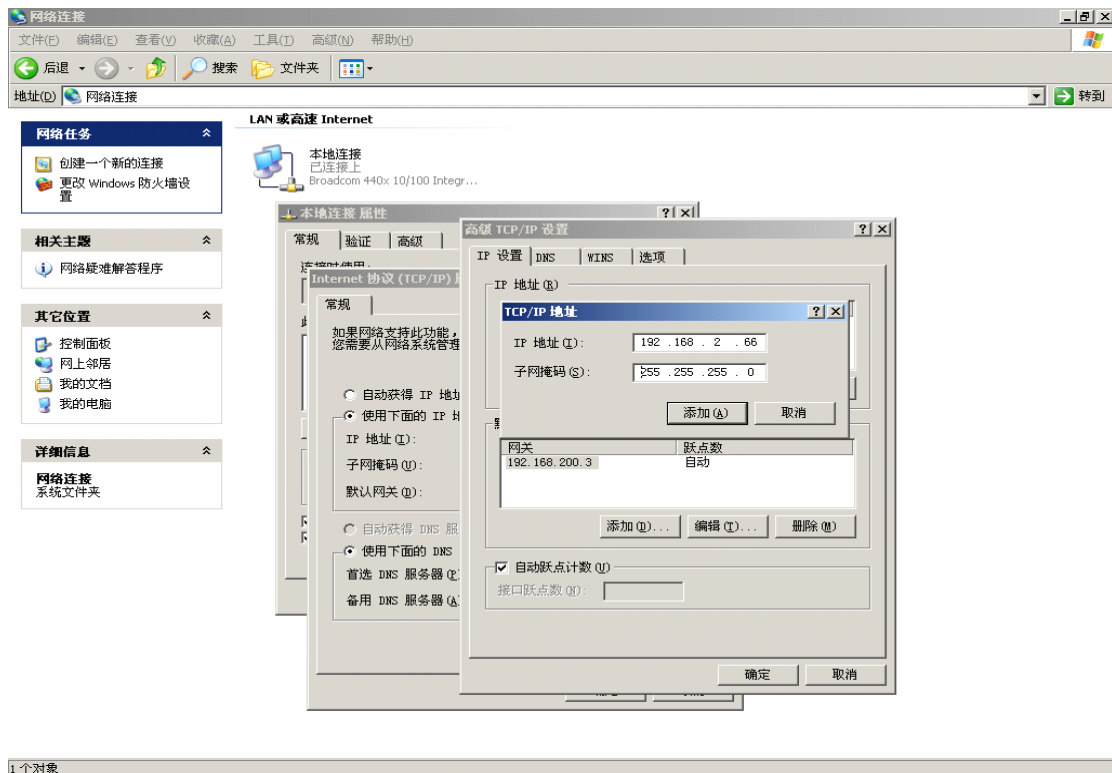 网络连接
文件(F) 编辑(E) 查看(V) 收藏(A) 工具(T) 高级(N) 帮助(H)
后退 搜索 文件夹
地址(D) 网络连接 转到
网络任务
创建一个新的连接
更改 Windows 防火墙设
置
相关主题
网络疑难解答程序
其它位置
控制面板
网上邻居
我的文档
我的电脑
详细信息
网络连接
系统文件夹
LAN 或高速 Internet
本地连接
已连接上
Broadcom 440x 10/100 Integr...
本地连接 属性
常规 验证 高级
连接时使用:
Internet 协议 (TCP/IP)
常规
如果网络支持此功能，
您需要从网络系统管理
自动获得 IP 地址
使用下面的 IP 地
IP 地址(I):
子网掩码(U):
默认网关(D):
自动获得 DNS 服
使用下面的 DNS
首选 DNS 服务器(P)
备用 DNS 服务器(A)
高级 TCP/IP 设置
IP 设置 DNS WINS 选项
IP 地址(R)
TCP/IP 地址
IP 地址(I): 192 .168 . 2 . 66
子网掩码(S): 255 .255 .255 . 0
添加(A) 取消
网关 跃点数
192.168.200.3 自动
添加(D)... 编辑(T)... 删除(M)
自动跃点计数(U)
接口跃点数(N):
确定 取消
1 个对象